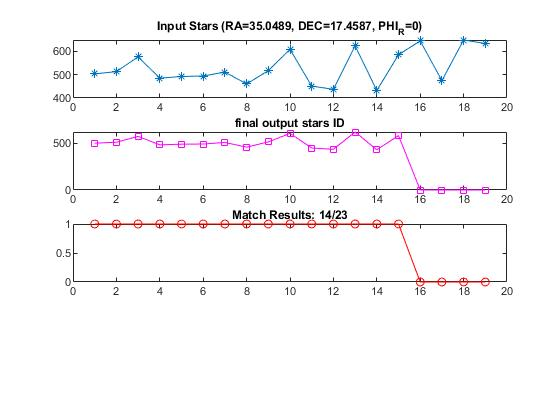 Input Stars (RA=35.0489, DEC=17.4587, PHI_R=0)
600
500
400
0 2 4 6 8 10 12 14 16 18 20
final output stars ID
500
0
0 2 4 6 8 10 12 14 16 18 20
Match Results: 14/23
1
0.5
0
0 2 4 6 8 10 12 14 16 18 20